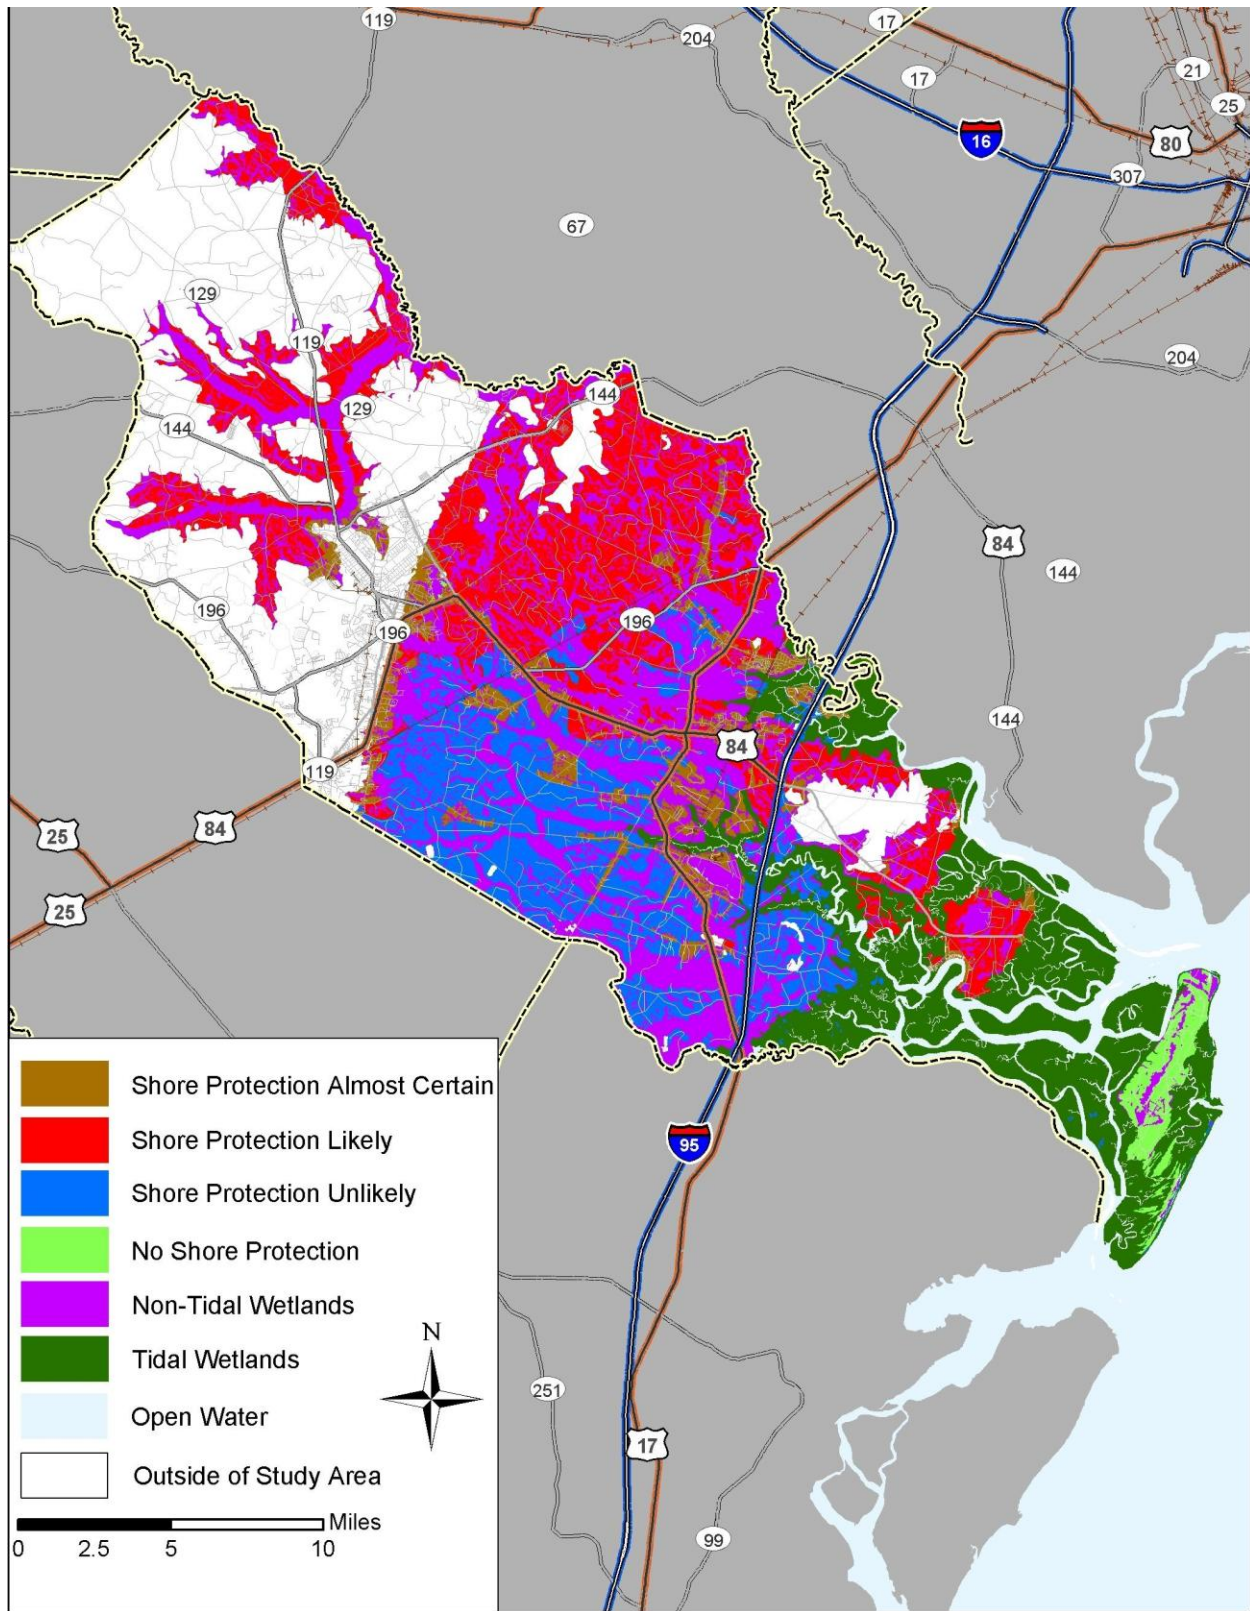 119
17
204
17
21
25
16
80
307
67
129
119
204
144
129
144
84
144
196
196
196
144
84
119
25
84
25
95
Shore Protection Almost Certain
Shore Protection Likely
Shore Protection Unlikely
No Shore Protection
Non-Tidal Wetlands
Tidal Wetlands
Open Water
Outside of Study Area
N
Miles
0 2.5 5 10
251
17
99